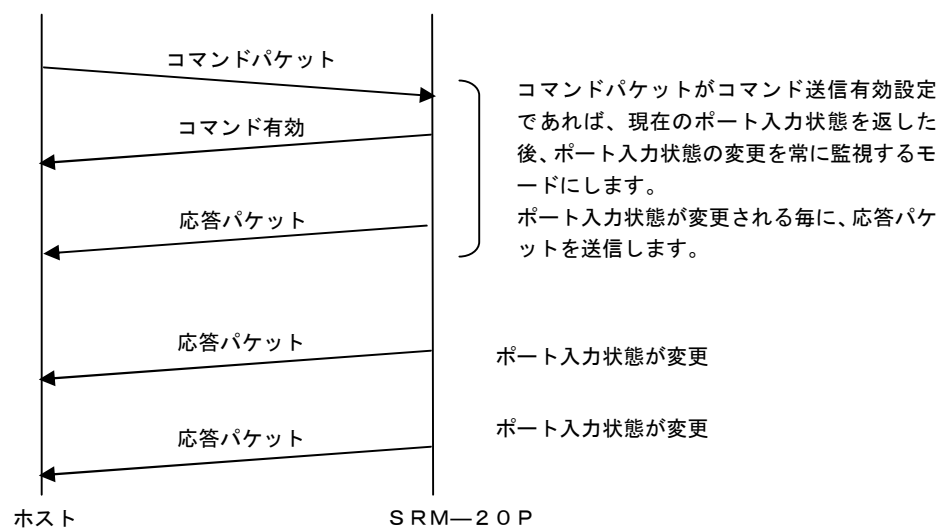 コマンドパケット
コマンド有効
応答パケット
コマンドパケットがコマンド送信有効設定
であれば、現在のポート入力状態を返した
後、ポート入力状態の変更を常に監視するモ
ードにします。
ポート入力状態が変更される毎に、応答パケ
ットを送信します。
応答パケット
ポート入力状態が変更
応答パケット
ポート入力状態が変更
ホスト
ＳＲＭ―２０Ｐ